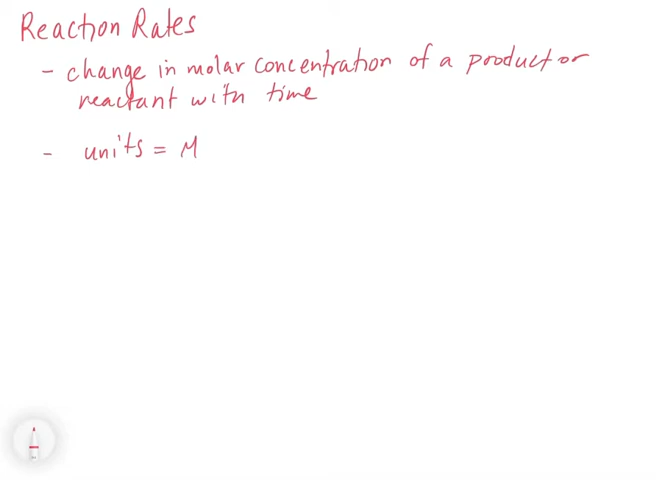 Reaction Rates
- change in molar concentration of a product or
reactant with time
- units = M